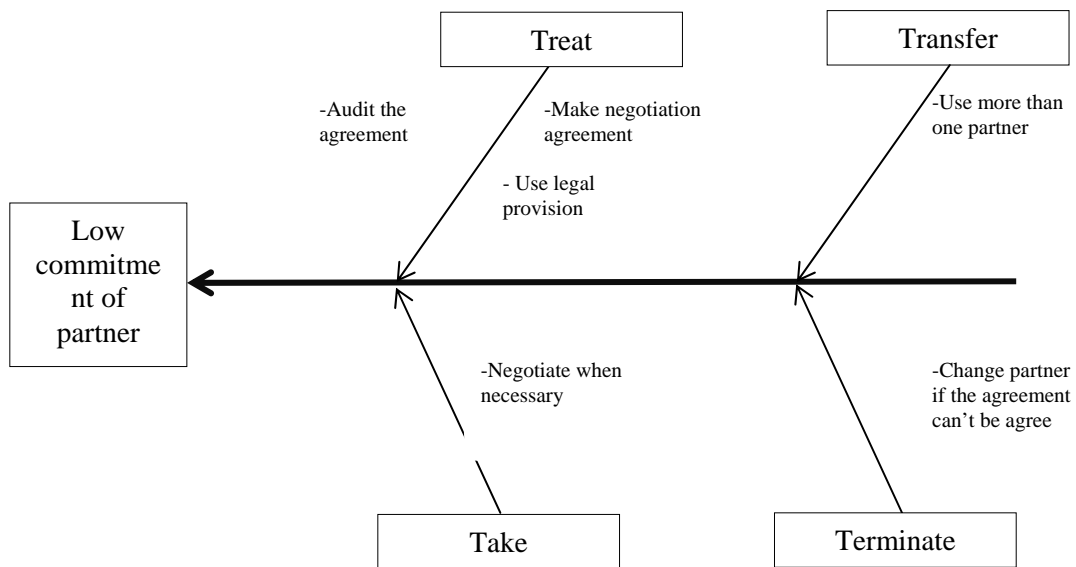 Treat
Transfer
-Audit the
agreement
-Make negotiation
agreement
-Use more than
one partner
- Use legal
provision
Low
commitme
nt of
partner
-Negotiate when
necessary
-Change partner
if the agreement
can’t be agree
Take
Terminate